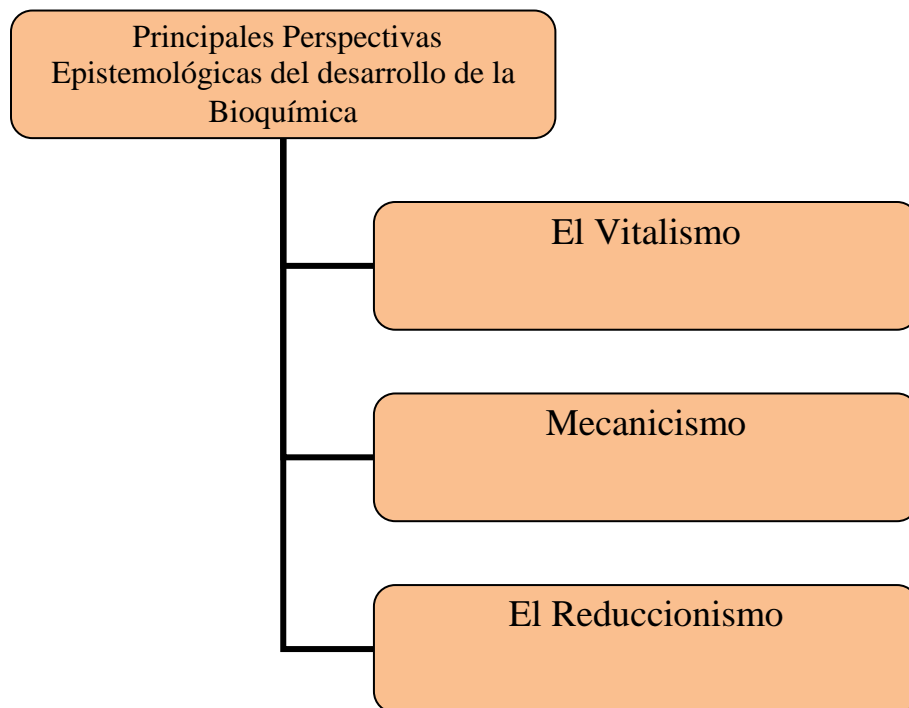 Principales Perspectivas
Epistemológicas del desarrollo de la
Bioquímica
El Vitalismo
Mecanicismo
El Reduccionismo